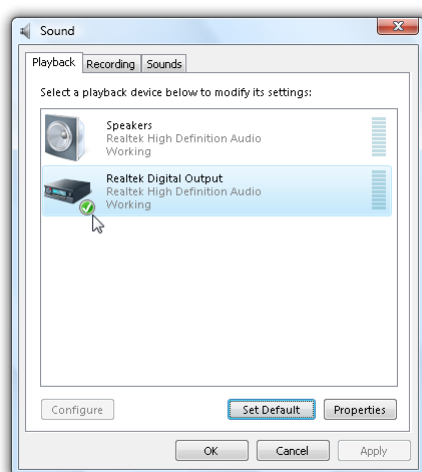 Sound
Playback Recording Sounds
Select a playback device below to modify its settings:
Speakers
Realtek High Definition Audio
Working
Realtek Digital Output
Realtek High Definition Audio
Working
Configure Set Default Properties
OK Cancel Apply